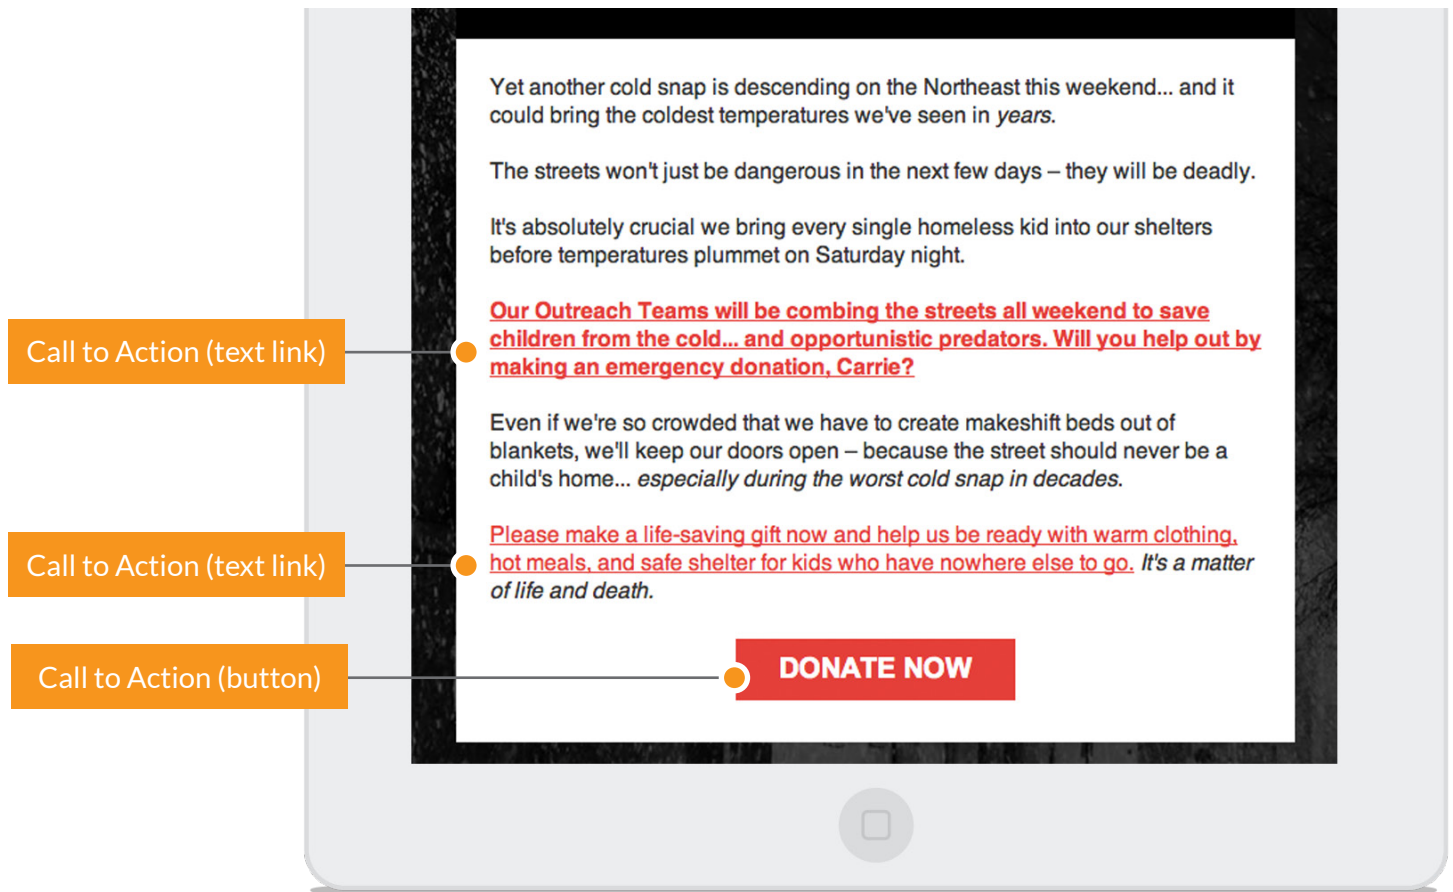 Yet another cold snap is descending on the Northeast this weekend... and it
could bring the coldest temperatures we've seen in years.
The streets won't just be dangerous in the next few days – they will be deadly.
It's absolutely crucial we bring every single homeless kid into our shelters
before temperatures plummet on Saturday night.
Call to Action (text link)
Our Outreach Teams will be combing the streets all weekend to save
children from the cold... and opportunistic predators. Will you help out by
making an emergency donation, Carrie?
Even if we're so crowded that we have to create makeshift beds out of
blankets, we'll keep our doors open – because the street should never be a
child's home... especially during the worst cold snap in decades.
Call to Action (text link)
Please make a life-saving gift now and help us be ready with warm clothing,
hot meals, and safe shelter for kids who have nowhere else to go. It's a matter
of life and death.
Call to Action (button)
DONATE NOW